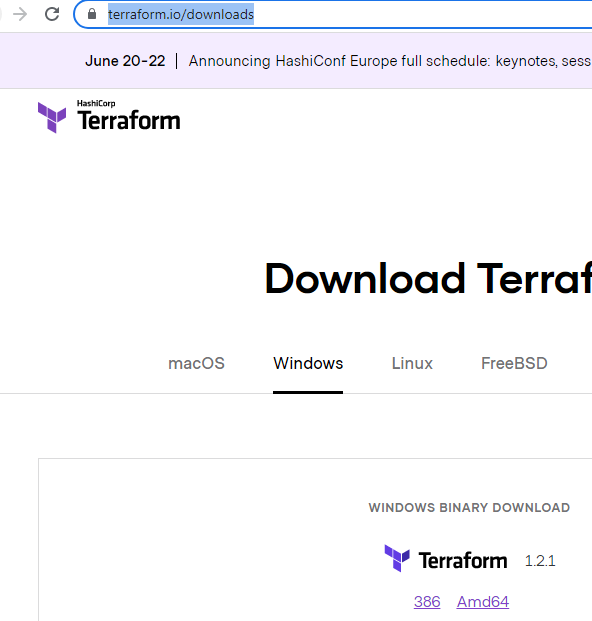 terraform.io/downloads
June 20-22 | Announcing HashiConf Europe full schedule: keynotes, sess
HashiCorp
Terraform
Download Terraf
macOS Windows Linux FreeBSD
WINDOWS BINARY DOWNLOAD
Terraform 1.2.1
386 Amd64